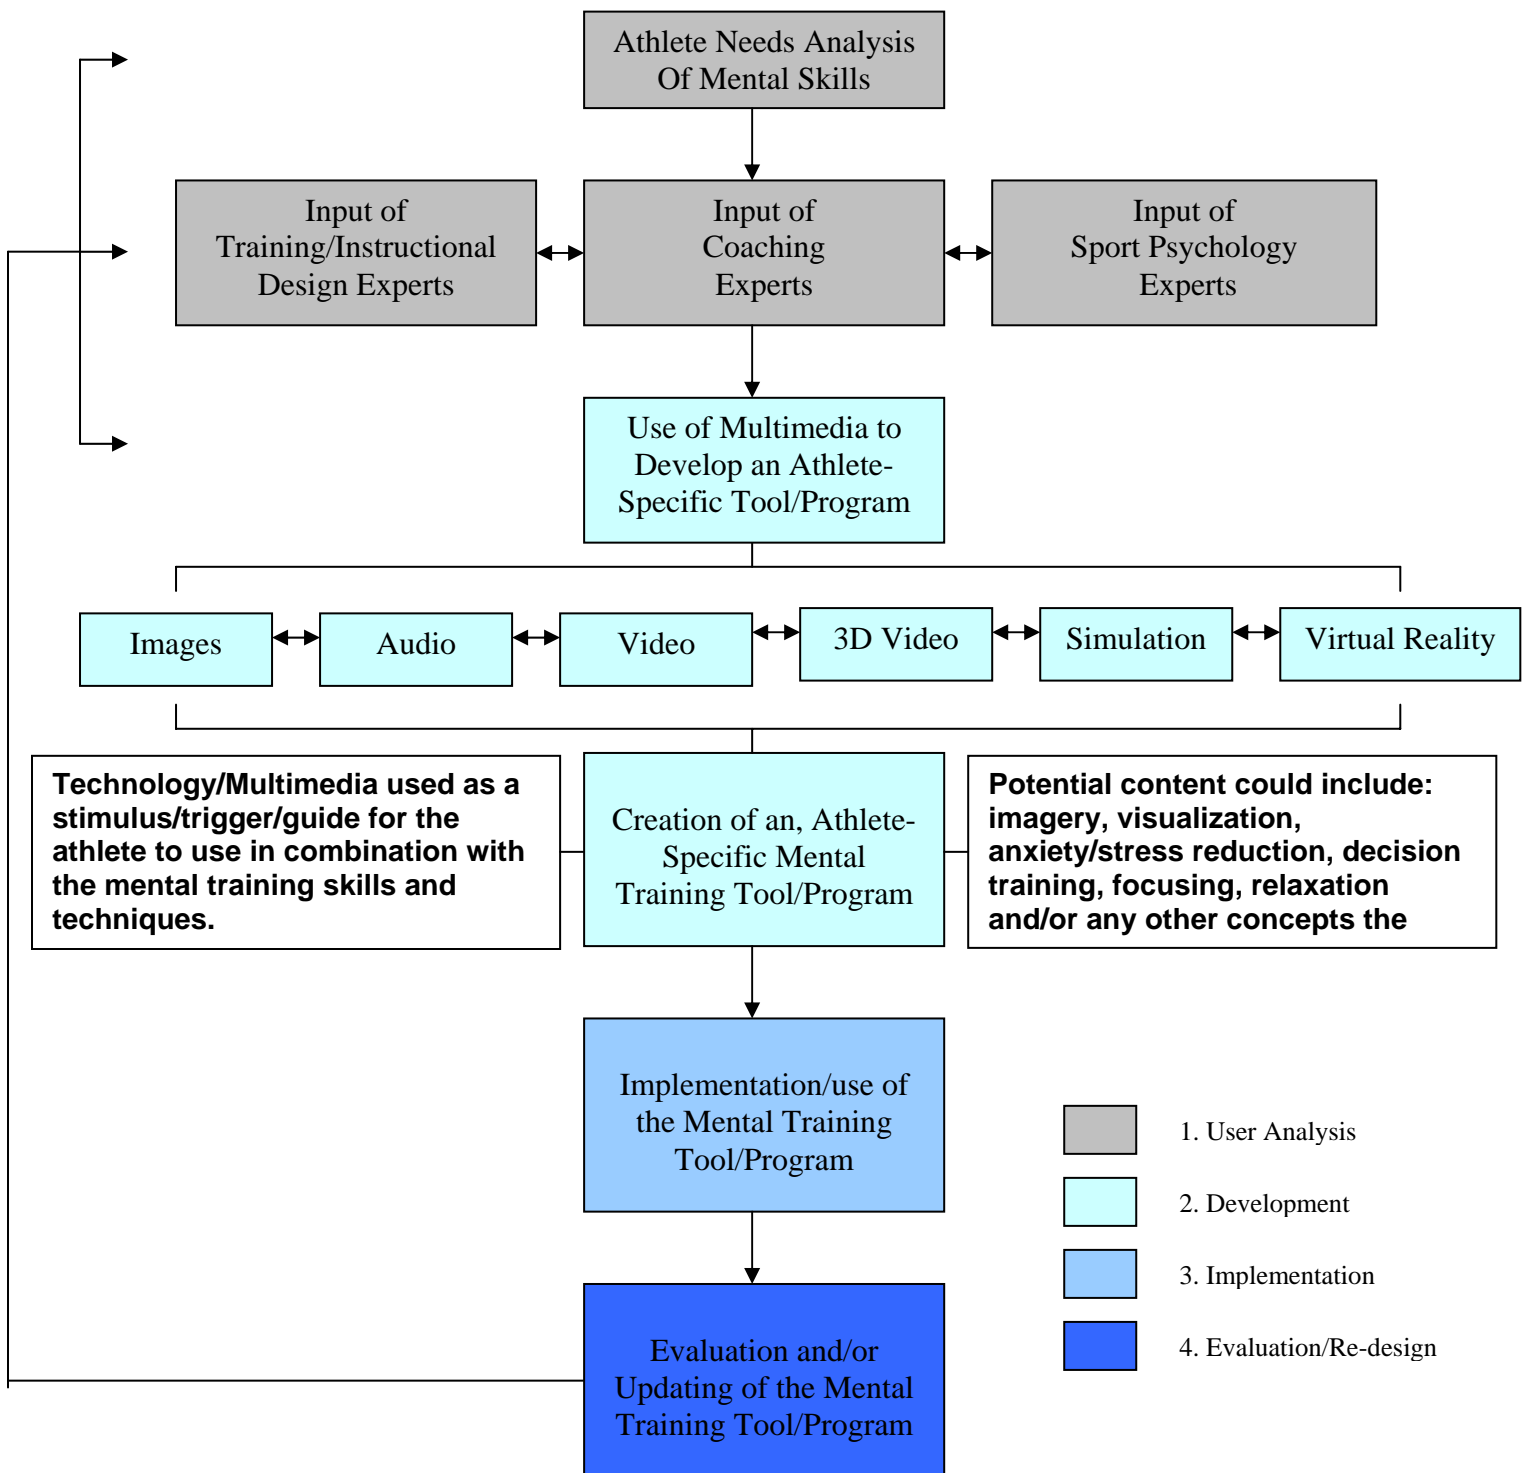 Athlete Needs Analysis
Of Mental Skills
Input of
Training/Instructional
Design Experts
Input of
Coaching
Experts
Input of
Sport Psychology
Experts
Use of Multimedia to
Develop an Athlete-
Specific Tool/Program
Images
Audio
Video
3D Video
Simulation
Virtual Reality
Technology/Multimedia used as a
stimulus/trigger/guide for the
athlete to use in combination with
the mental training skills and
techniques.
Creation of an, Athlete-
Specific Mental
Training Tool/Program
Potential content could include:
imagery, visualization,
anxiety/stress reduction, decision
training, focusing, relaxation
and/or any other concepts the
Implementation/use of
the Mental Training
Tool/Program
1. User Analysis
2. Development
3. Implementation
4. Evaluation/Re-design
Evaluation and/or
Updating of the Mental
Training Tool/Program